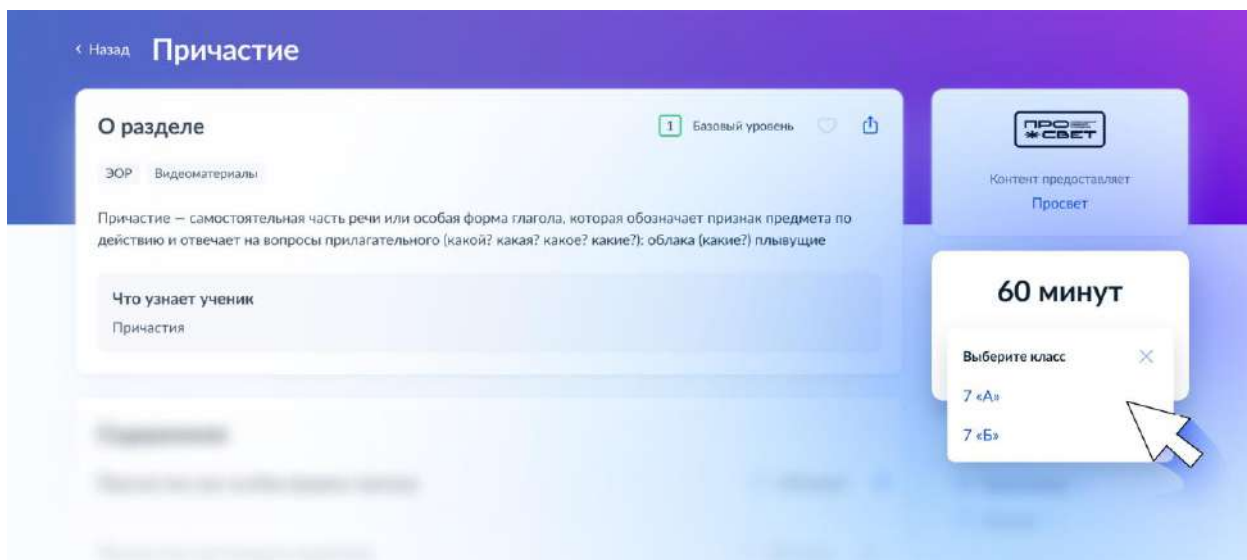 Назад Причастие
О разделе
1 Базовый уровень
ЭОР Видеоматериалы
Причастие — самостоятельная часть речи или особая форма глагола, которая обозначает признак предмета по
действию и отвечает на вопросы прилагательного (какой? какая? какое? какие?): облака (какие?) плывущие
Что узнает ученик
Причастия
ПРО
СВЕТ
Контент предоставляет
Просвет
60 минут
Выберите класс
7 «А»
7 «Б»